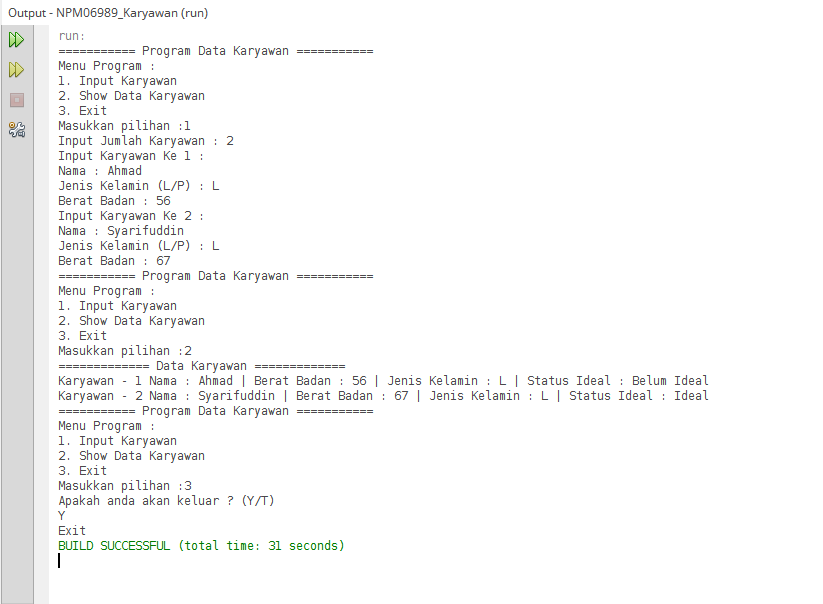 Output - NPM06989_Karyawan (run)
run:
=========== Program Data Karyawan ===========
Menu Program :
1. Input Karyawan
2. Show Data Karyawan
3. Exit
Masukkan pilihan :1
Input Jumlah Karyawan : 2
Input Karyawan Ke 1 :
Nama : Ahmad
Jenis Kelamin (L/P) : L
Berat Badan : 56
Input Karyawan Ke 2 :
Nama : Syarifuddin
Jenis Kelamin (L/P) : L
Berat Badan : 67
=========== Program Data Karyawan ===========
Menu Program :
1. Input Karyawan
2. Show Data Karyawan
3. Exit
Masukkan pilihan :2
============= Data Karyawan =============
Karyawan - 1 Nama : Ahmad | Berat Badan : 56 | Jenis Kelamin : L | Status Ideal : Belum Ideal
Karyawan - 2 Nama : Syarifuddin | Berat Badan : 67 | Jenis Kelamin : L | Status Ideal : Ideal
=========== Program Data Karyawan ===========
Menu Program :
1. Input Karyawan
2. Show Data Karyawan
3. Exit
Masukkan pilihan :3
Apakah anda akan keluar ? (Y/T)
Y
Exit
BUILD SUCCESSFUL (total time: 31 seconds)